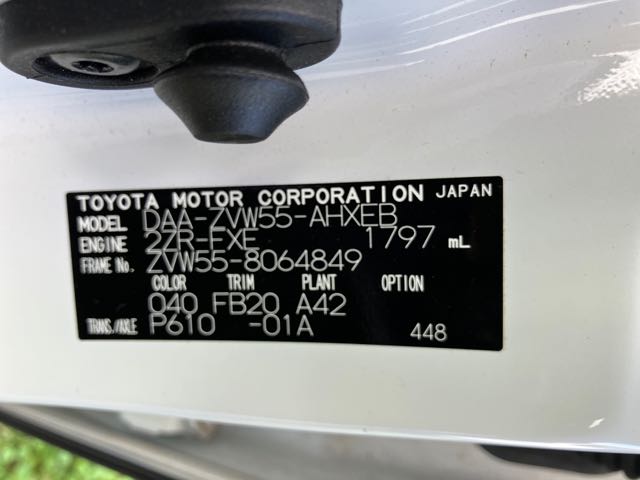 TOYOTA MOTOR CORPORATION JAPAN
MODEL DAA-ZVW55-AHXEB
ENGINE 2ZR-FXE 1797 mL
FRAME No. ZVW55-8064849
COLOR TRIM PLANT OPTION
040 FB20 A42
TRANS./AXLE P610 -01A 448